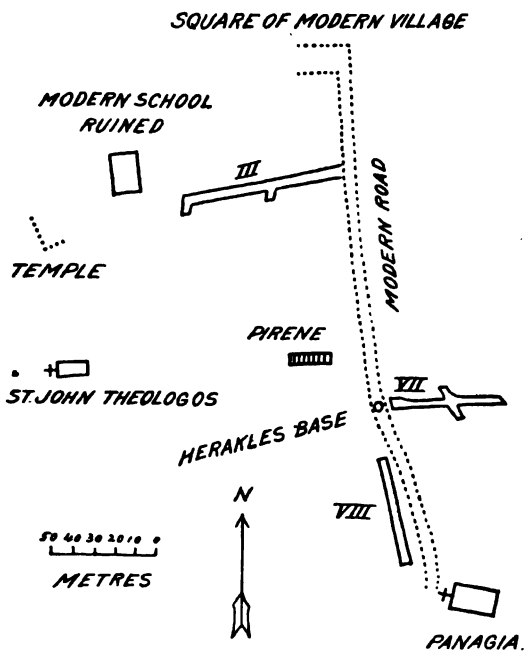 SQUARE OF MODERN VILLAGE
MODERN SCHOOL
RUINED
III
MODERN ROAD
TEMPLE
PIRENE
VII
ST. JOHN THEOLOGOS
HERAKLES BASE
N
VIII
50 40 30 20 10 0
METRES
PANAGIA.